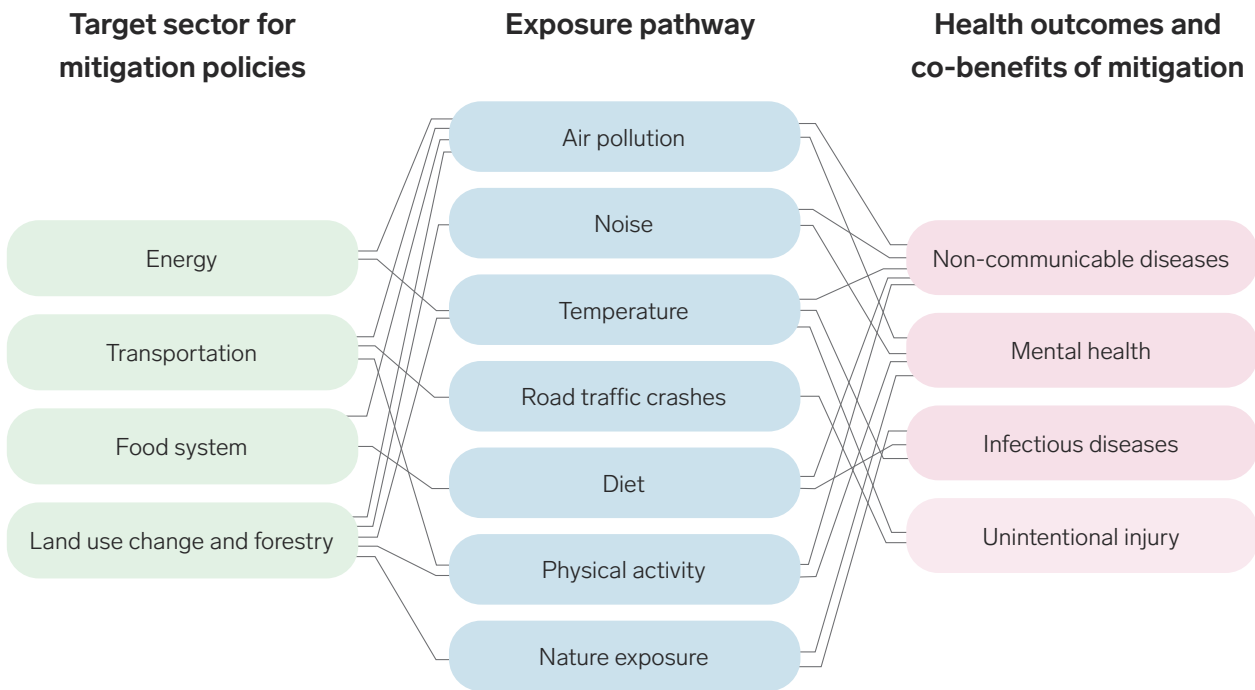 Target sector for
mitigation policies
Exposure pathway
Health outcomes and
co-benefits of mitigation
Energy
Transportation
Food system
Land use change and forestry
Air pollution
Noise
Temperature
Road traffic crashes
Diet
Physical activity
Nature exposure
Non-communicable diseases
Mental health
Infectious diseases
Unintentional injury